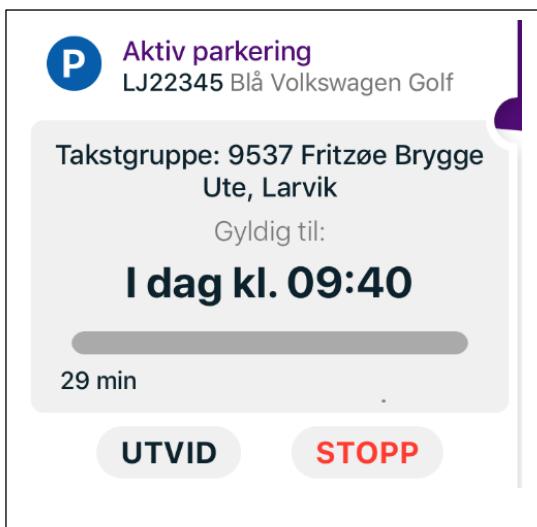 P
Aktiv parkering
LJ22345 Blå Volkswagen Golf
Takstgruppe: 9537 Fritzøe Brygge
Ute, Larvik
Gyldig til:
I dag kl. 09:40
29 min
UTVID
STOPP